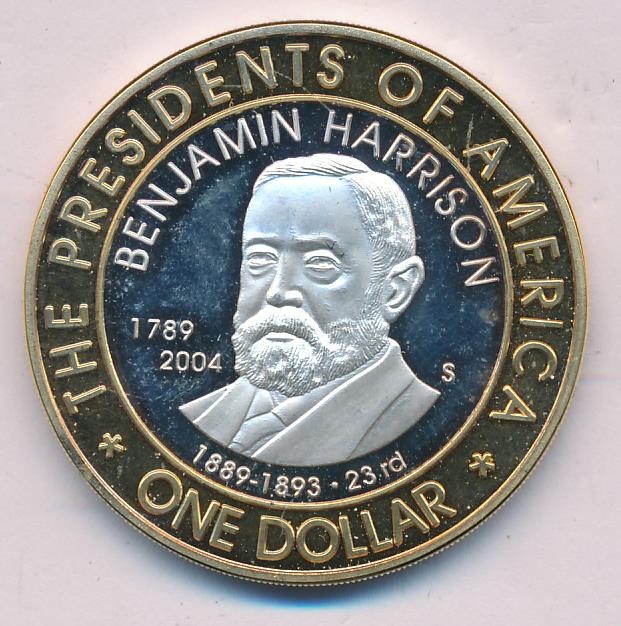 THE PRESIDENTS OF AMERICA
BENJAMIN HARRISON
1789
2004
S
1889-1893 · 23.rd
* ONE DOLLAR *